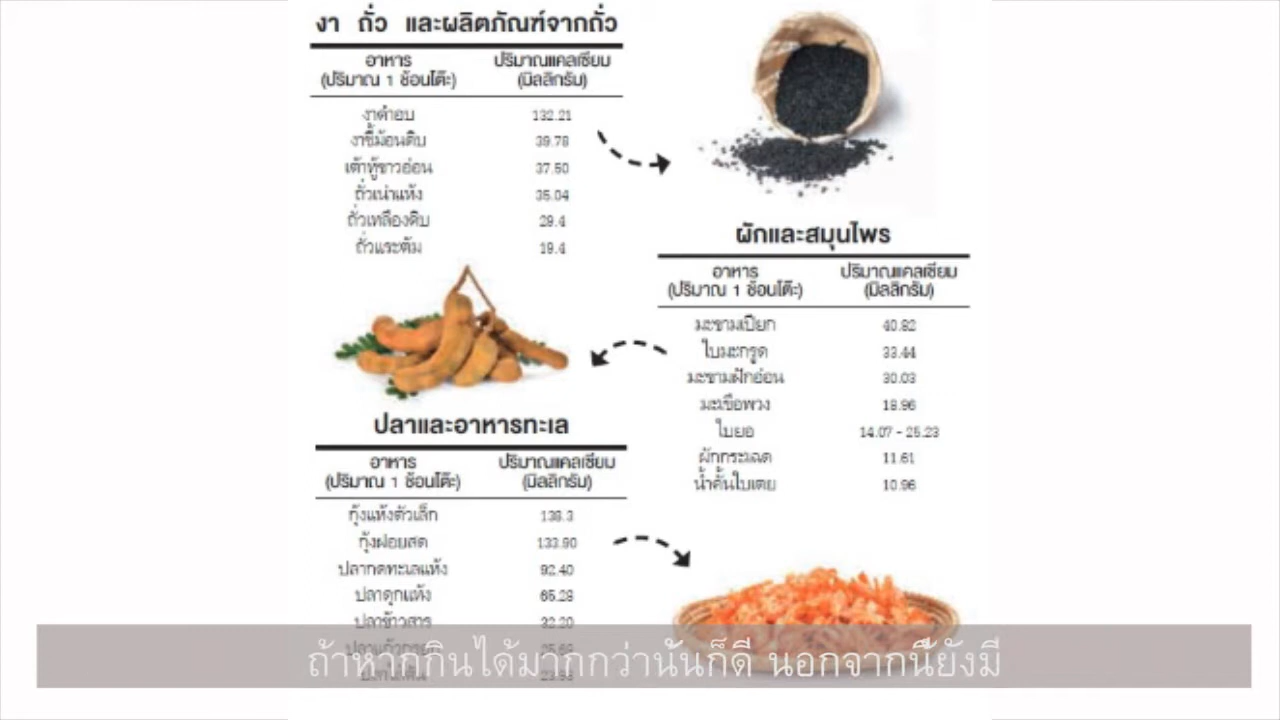 งา ถั่ว และผลิตภัณฑ์จากถั่ว
อาหาร ปริมาณแคลเซียม
(ปริมาณ 1 ช้อนโต๊ะ) (มิลลิกรัม)
งาดำอบ 132.21
งาขี้ม้อนดิบ 39.78
เต้าหู้ขาวอ่อน 37.50
ถั่วเน่าแห้ง 35.04
ถั่วเหลืองดิบ 29.4
ถั่วแระต้ม 19.4
ผักและสมุนไพร
อาหาร ปริมาณแคลเซียม
(ปริมาณ 1 ช้อนโต๊ะ) (มิลลิกรัม)
มะขามเปียก 40.92
ใบมะกรูด 33.44
มะขามฝักอ่อน 30.03
มะเขือพวง 18.96
ใบยอ 14.07 - 25.23
ผักกระเฉด 11.61
น้ำคั้นใบเตย 10.96
ปลาและอาหารทะเล
อาหาร ปริมาณแคลเซียม
(ปริมาณ 1 ช้อนโต๊ะ) (มิลลิกรัม)
กุ้งแห้งตัวเล็ก 138.3
กุ้งฝอยสด 133.90
ปลากดทะเลแห้ง 92.40
ปลาดุกแห้ง 65.28
ปลาข้าวสาร 32.20
ถ้าหากกินได้มากกว่านั้นก็ดี นอกจากนี้ยังมี